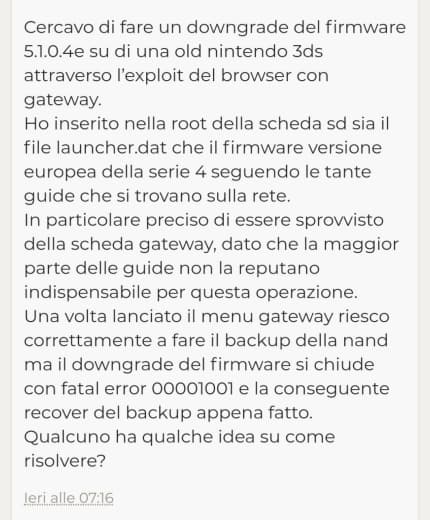 Cercavo di fare un downgrade del firmware
5.1.0.4e su di una old nintendo 3ds
attraverso l'exploit del browser con
gateway.
Ho inserito nella root della scheda sd sia il
file launcher.dat che il firmware versione
europea della serie 4 seguendo le tante
guide che si trovano sulla rete.
In particolare preciso di essere sprovvisto
della scheda gateway, dato che la maggior
parte delle guide non la reputano
indispensabile per questa operazione.
Una volta lanciato il menu gateway riesco
correttamente a fare il backup della nand
ma il downgrade del firmware si chiude
con fatal error 00001001 e la conseguente
recover del backup appena fatto.
Qualcuno ha qualche idea su come
risolvere?
Ieri alle 07:16